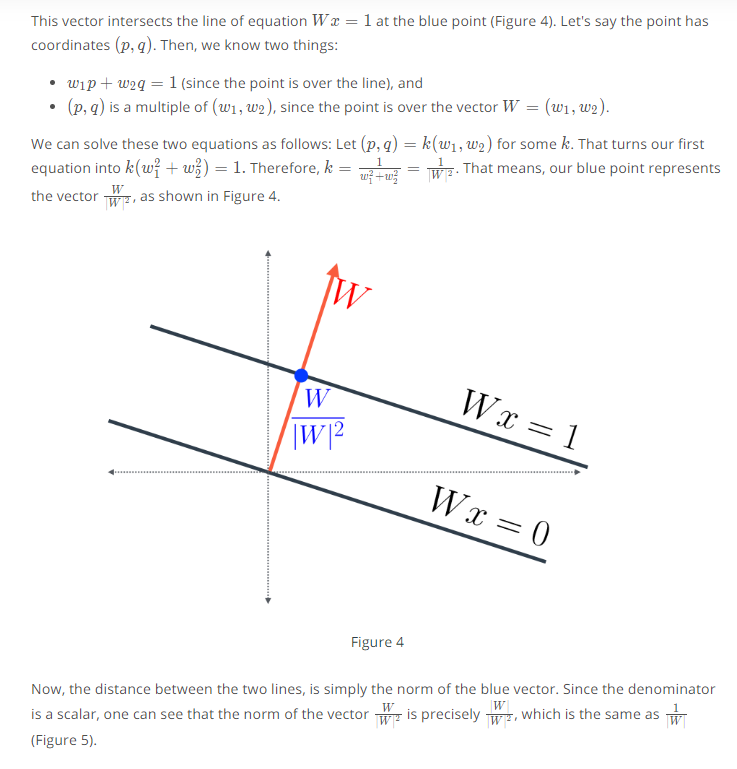 This vector intersects the line of equation Wx = 1 at the blue point (Figure 4). Let's say the point has
coordinates (p, q). Then, we know two things:
• w₁p + w₂q = 1 (since the point is over the line), and
• (p, q) is a multiple of (w₁, w₂), since the point is over the vector W = (w₁, w₂).
We can solve these two equations as follows: Let (p, q) = k(w₁, w₂) for some k. That turns our first
equation into k(w₁² + w₂²) = 1. Therefore, k = 1/(w₁²+w₂²) = 1/|W|². That means, our blue point represents
the vector W/|W|², as shown in Figure 4.
W
W/|W|²
Wx = 1
Wx = 0
Figure 4
Now, the distance between the two lines, is simply the norm of the blue vector. Since the denominator
is a scalar, one can see that the norm of the vector W/|W|² is precisely |W|/|W|², which is the same as 1/|W|
(Figure 5).